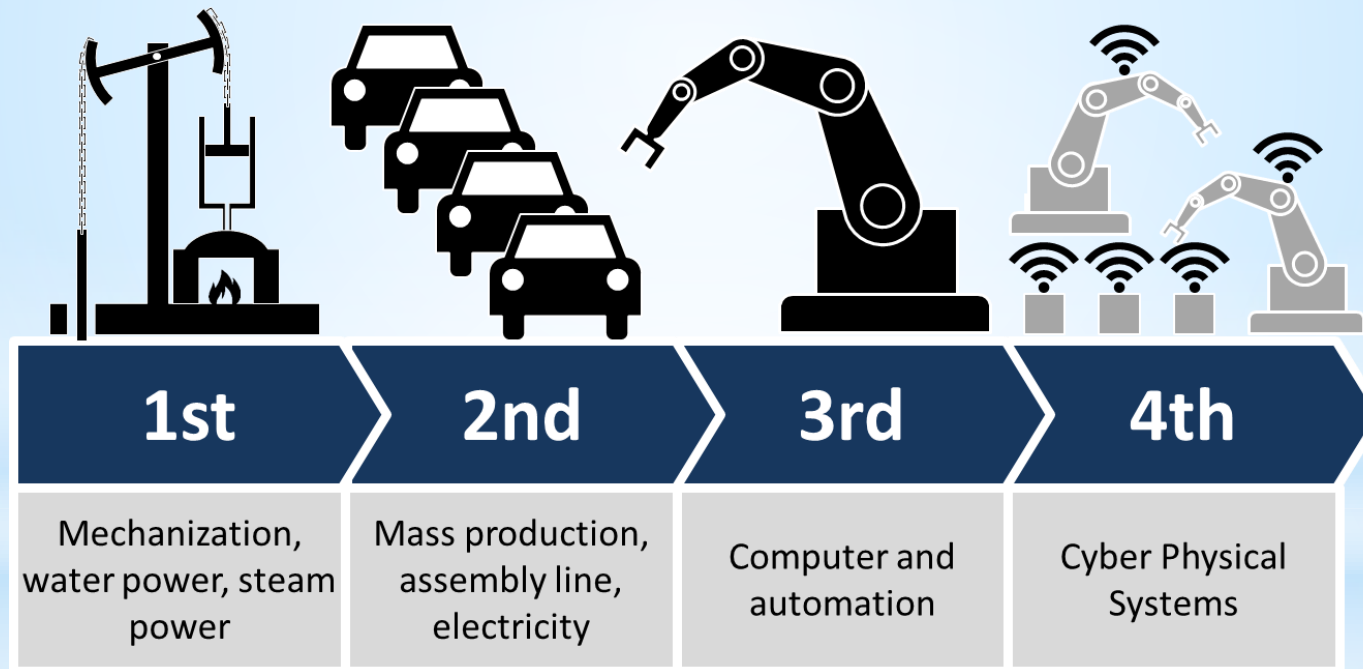 1st
2nd
3rd
4th
Mechanization,
water power, steam
power
Mass production,
assembly line,
electricity
Computer and
automation
Cyber Physical
Systems